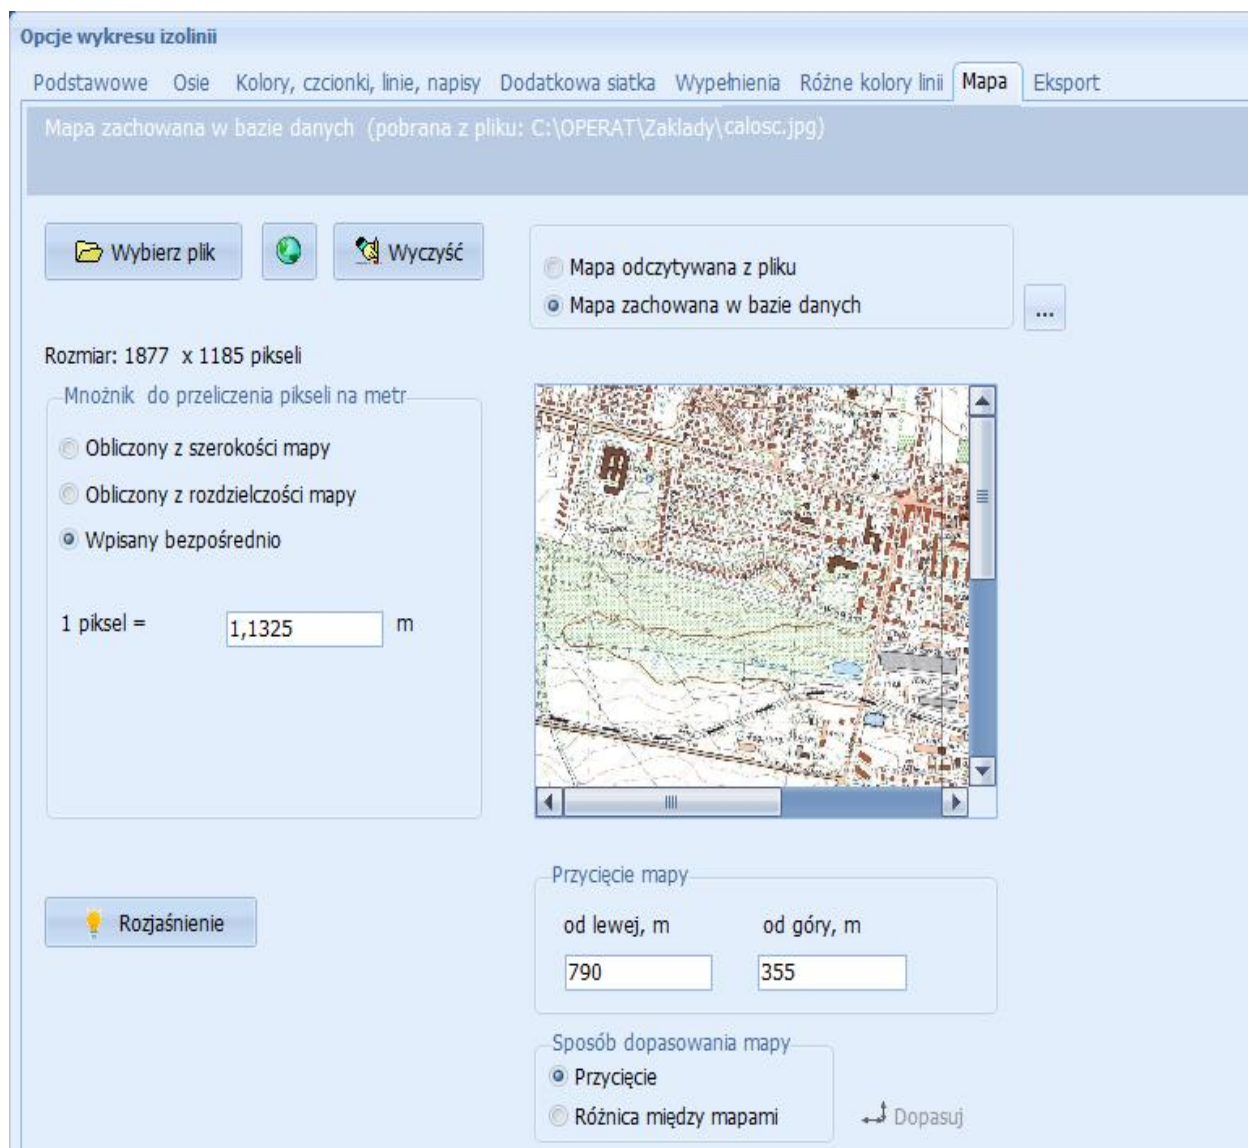 Opcje wykresu izolinii
Podstawowe Osie Kolory, czcionki, linie, napisy Dodatkowa siatka Wypełnienia Różne kolory linii Mapa Eksport
Mapa zachowana w bazie danych (pobrana z pliku: C:\OPERAT\Zaklady\calosc.jpg)
Wybierz plik Wyczyść
Mapa odczytywana z pliku
Mapa zachowana w bazie danych
...
Rozmiar: 1877 x 1185 pikseli
Mnożnik do przeliczenia pikseli na metr
Obliczony z szerokości mapy
Obliczony z rozdzielczości mapy
Wpisany bezpośrednio
1 piksel = 1,1325 m
Rozjaśnienie
Przycięcie mapy
od lewej, m od góry, m
790 355
Sposób dopasowania mapy
Przycięcie
Różnica między mapami
Dopasuj